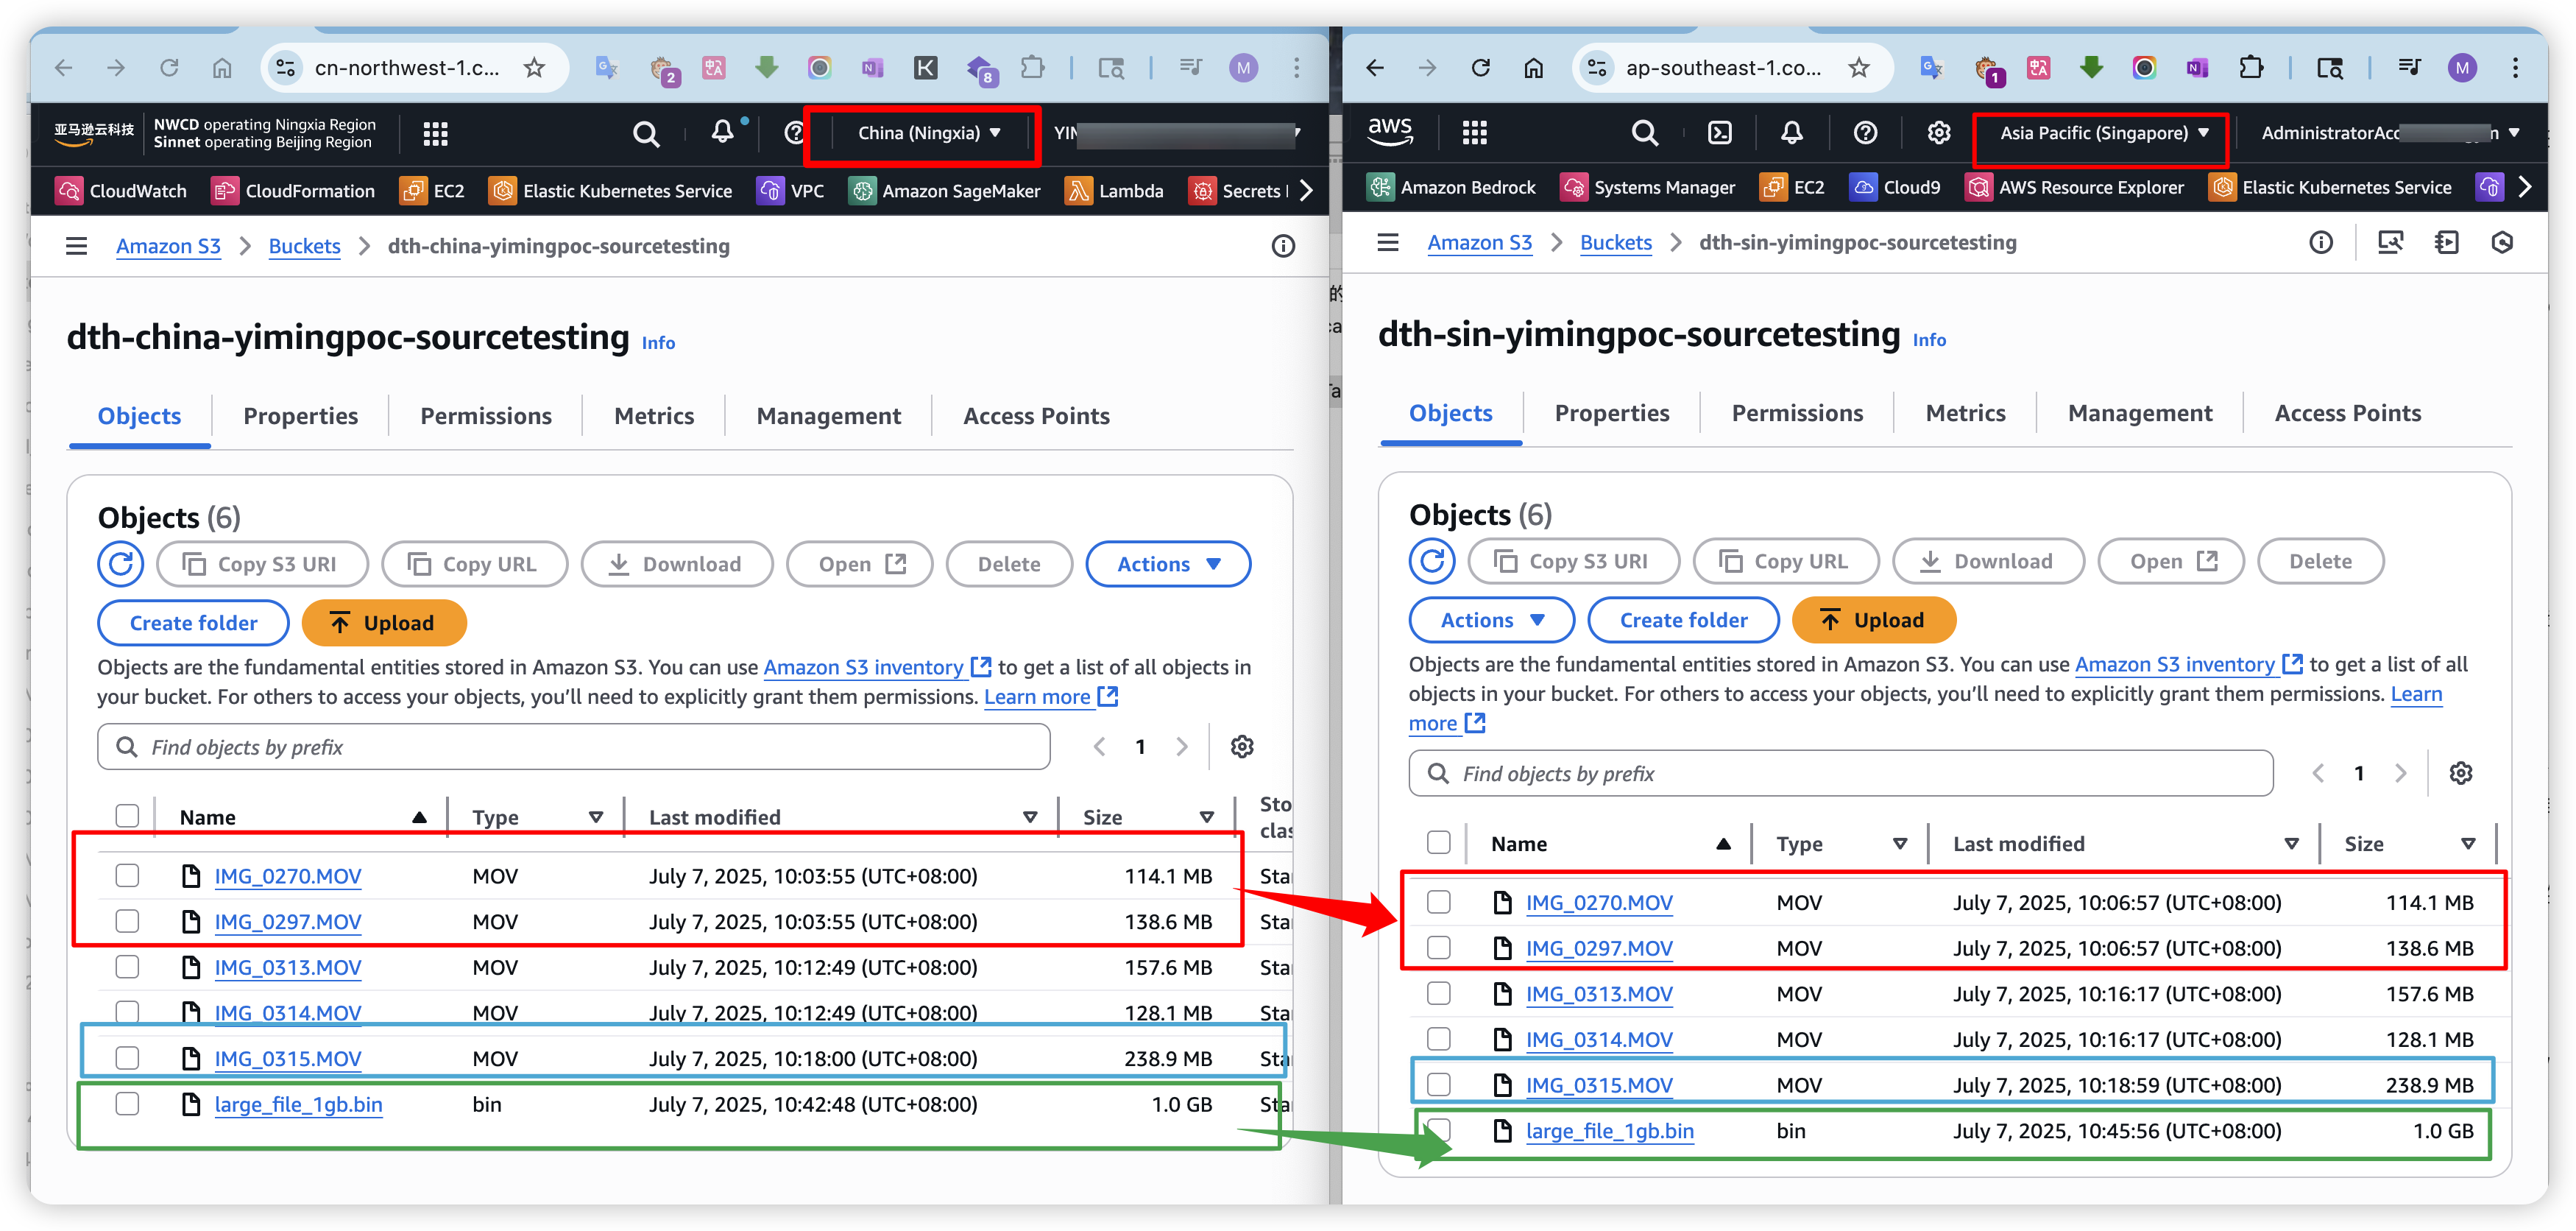 cn-northwest-1.c...
2
8
M
亚马逊云科技
NWCD operating Ningxia Region
Sinnet operating Beijing Region
China (Ningxia)
CloudWatch
CloudFormation
EC2
Elastic Kubernetes Service
VPC
Amazon SageMaker
Lambda
Secrets
Amazon S3
Buckets
dth-china-yimingpoc-sourcetesting
dth-china-yimingpoc-sourcetesting Info
Objects
Properties
Permissions
Metrics
Management
Access Points
Objects (6)
Copy S3 URI
Copy URL
Download
Open
Delete
Actions
Create folder
Upload
Objects are the fundamental entities stored in Amazon S3. You can use Amazon S3 inventory to get a list of all objects in
your bucket. For others to access your objects, you'll need to explicitly grant them permissions. Learn more
Find objects by prefix
1
Name Type Last modified Size
IMG_0270.MOV MOV July 7, 2025, 10:03:55 (UTC+08:00) 114.1 MB
IMG_0297.MOV MOV July 7, 2025, 10:03:55 (UTC+08:00) 138.6 MB
IMG_0313.MOV MOV July 7, 2025, 10:12:49 (UTC+08:00) 157.6 MB
IMG_0314.MOV MOV July 7, 2025, 10:12:49 (UTC+08:00) 128.1 MB
IMG_0315.MOV MOV July 7, 2025, 10:18:00 (UTC+08:00) 238.9 MB
large_file_1gb.bin bin July 7, 2025, 10:42:48 (UTC+08:00) 1.0 GB
ap-southeast-1.co...
1
M
aws
Asia Pacific (Singapore)
Amazon Bedrock
Systems Manager
EC2
Cloud9
AWS Resource Explorer
Elastic Kubernetes Service
Amazon S3
Buckets
dth-sin-yimingpoc-sourcetesting
dth-sin-yimingpoc-sourcetesting Info
Objects
Properties
Permissions
Metrics
Management
Access Points
Objects (6)
Copy S3 URI
Copy URL
Download
Open
Delete
Actions
Create folder
Upload
Objects are the fundamental entities stored in Amazon S3. You can use Amazon S3 inventory to get a list of all
objects in your bucket. For others to access your objects, you'll need to explicitly grant them permissions. Learn
more
Find objects by prefix
1
Name Type Last modified Size
IMG_0270.MOV MOV July 7, 2025, 10:06:57 (UTC+08:00) 114.1 MB
IMG_0297.MOV MOV July 7, 2025, 10:06:57 (UTC+08:00) 138.6 MB
IMG_0313.MOV MOV July 7, 2025, 10:16:17 (UTC+08:00) 157.6 MB
IMG_0314.MOV MOV July 7, 2025, 10:16:17 (UTC+08:00) 128.1 MB
IMG_0315.MOV MOV July 7, 2025, 10:18:59 (UTC+08:00) 238.9 MB
large_file_1gb.bin bin July 7, 2025, 10:45:56 (UTC+08:00) 1.0 GB